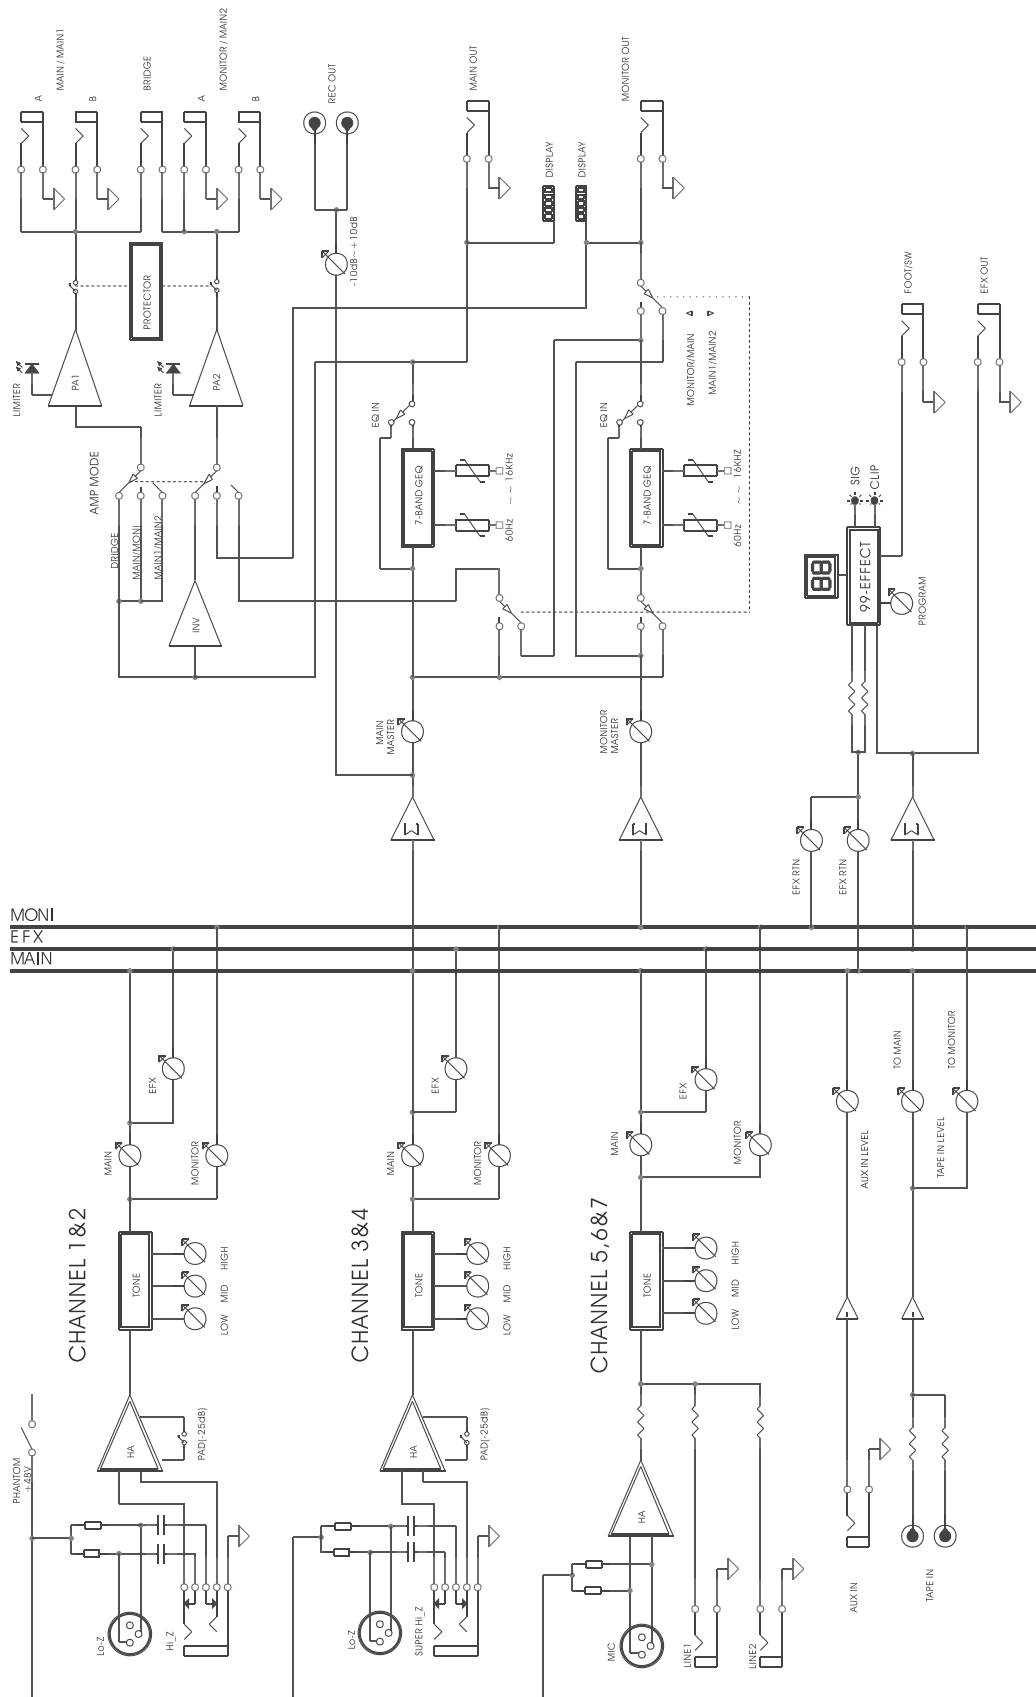 A
MAIN / MAIN1
B
BRIDGE
A
MONITOR / MAIN2
B
REC OUT
MAIN OUT
MONITOR OUT
DISPLAY
DISPLAY
-10dB~+10dB
PROTECTOR
LIMITER
PA1
LIMITER
PA2
AMP MODE
DRIDGE
MAIN/MONI
MAIN1/MAIN2
INV
EQ IN
7-BAND GEQ
60Hz ~ ~ 16KHz
EQ IN
7-BAND GEQ
60Hz ~ ~ 16KHz
MONITOR/MAIN
MAIN1/MAIN2
FOOT/SW
EFX OUT
SIG
CLIP
88
99-EFFECT
PROGRAM
MAIN
MASTER
MONITOR
MASTER
Σ
Σ
Σ
EFX RTN
EFX RTN
MONI
EFX
MAIN
EFX
MAIN
MONITOR
EFX
MAIN
MONITOR
EFX
MAIN
MONITOR
AUX IN LEVEL
TO MAIN
TAPE IN LEVEL
TO MONITOR
CHANNEL 1&2
TONE
LOW MID HIGH
CHANNEL 3&4
TONE
LOW MID HIGH
CHANNEL 5,6&7
TONE
LOW MID HIGH
PHANTOM
+48V
HA
PAD(-25dB)
Lo-Z
Hi_Z
HA
PAD(-25dB)
Lo-Z
SUPER Hi_Z
HA
MIC
LINE1
LINE2
AUX IN
TAPE IN